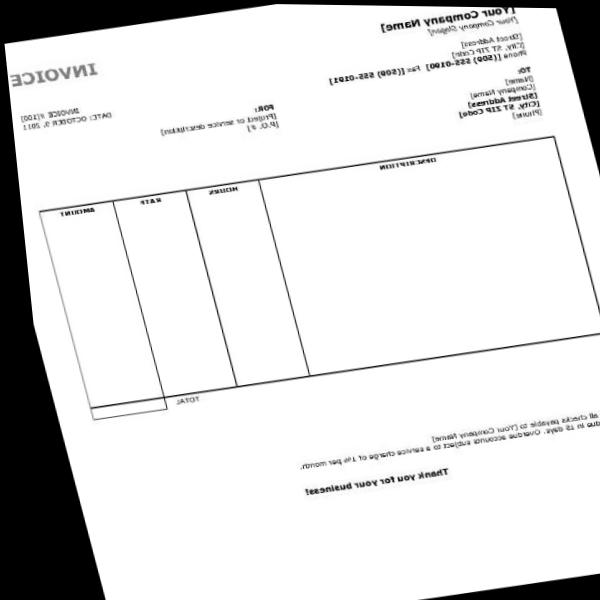 [Your Company Name]
[Your Company Slogan]
INVOICE
[Street Address]
[City, ST ZIP Code]
Phone [(509) 555-0190] Fax [(509) 555-0191]
INVOICE #[100]
DATE: OCTOBER 9, 2011
TO:
[Name]
[Company Name]
[Street Address]
[City, ST ZIP Code]
[Phone]
FOR:
[Project or service description]
[P.O. #]
DESCRIPTION HOURS RATE AMOUNT
TOTAL
all checks payable to [Your Company Name]
due in 15 days. Overdue accounts subject to a service charge of 1% per month.
Thank you for your business!